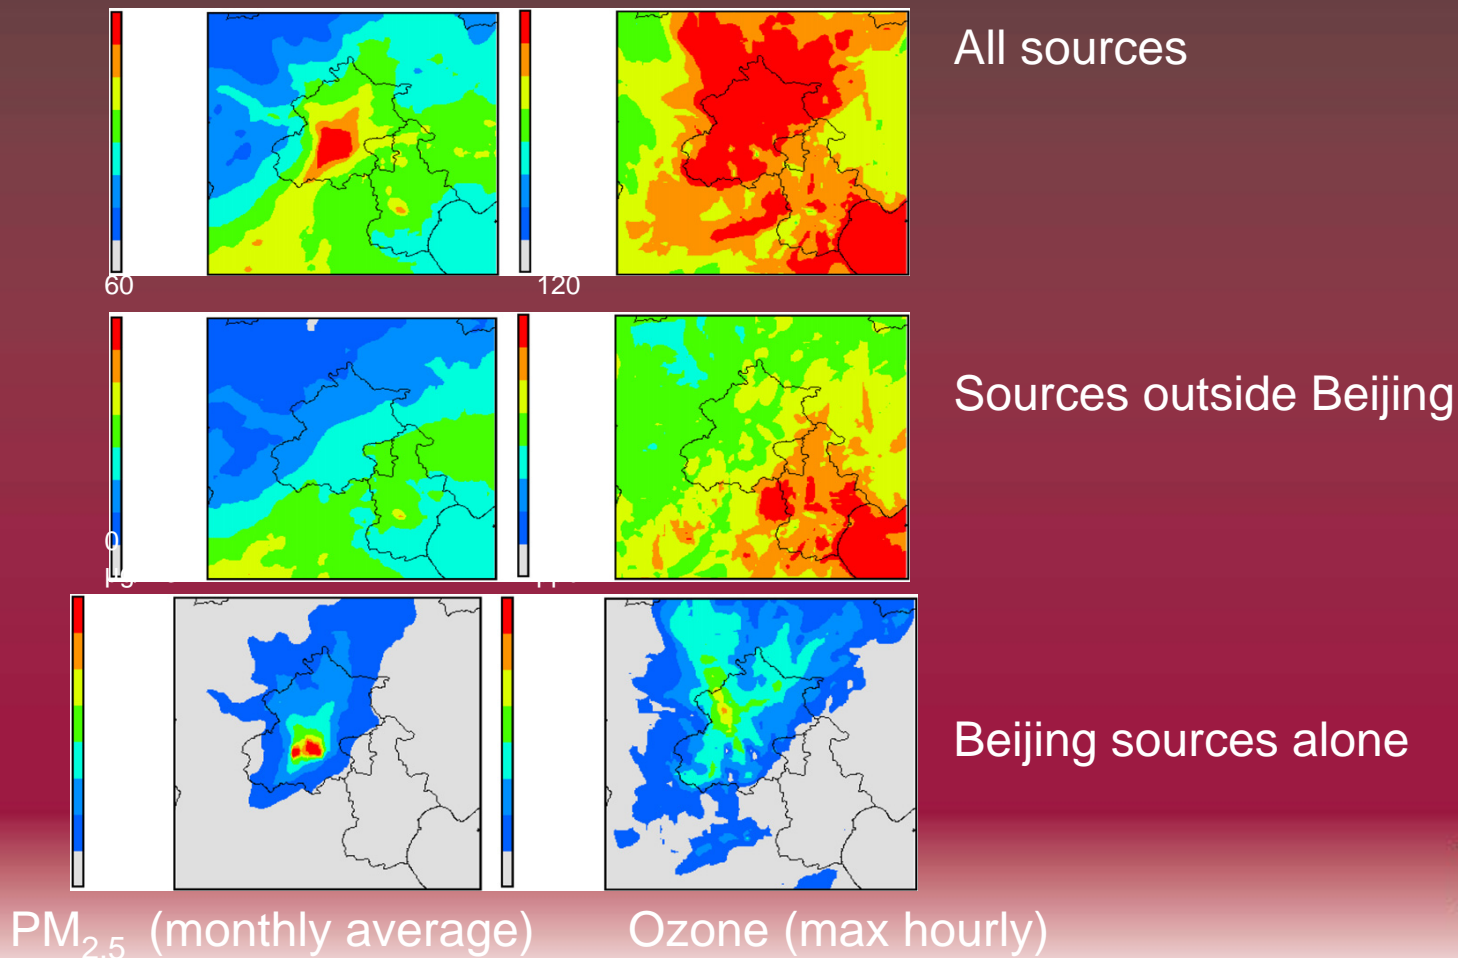 All sources
60
120
Sources outside Beijing
0
Beijing sources alone
PM2.5 (monthly average)
Ozone (max hourly)